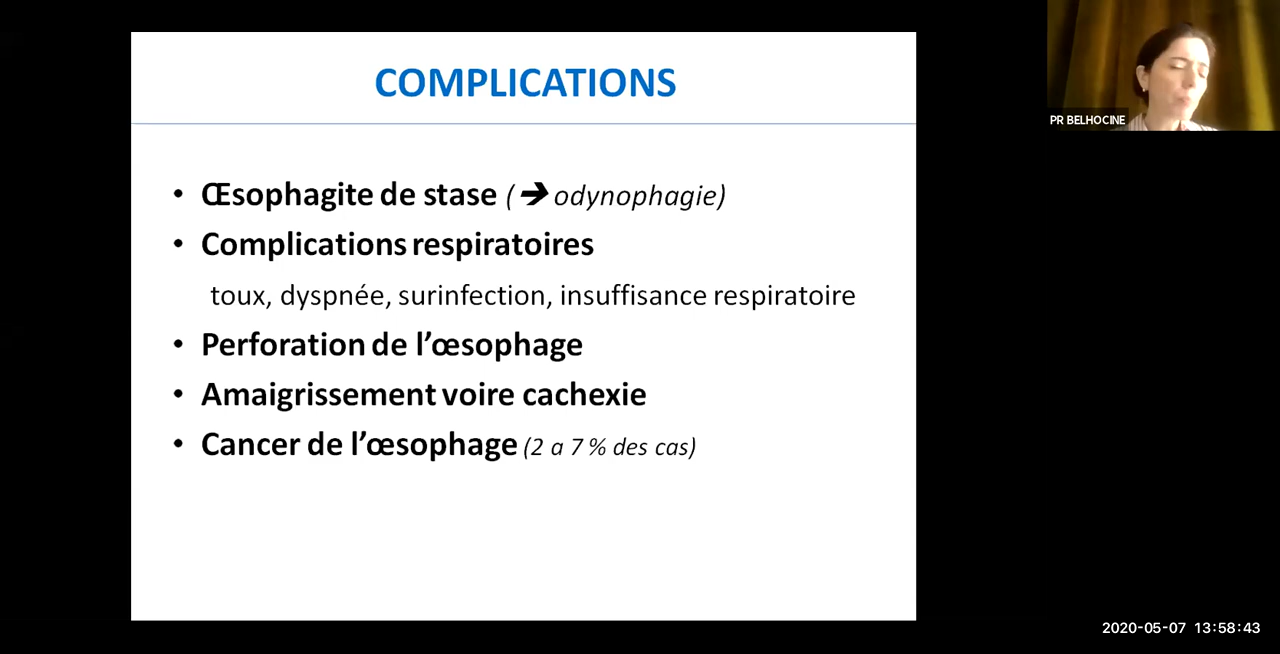 COMPLICATIONS
• Œsophagite de stase (➔ odynophagie)
• Complications respiratoires
toux, dyspnée, surinfection, insuffisance respiratoire
• Perforation de l’œsophage
• Amaigrissement voire cachexie
• Cancer de l’œsophage (2 a 7 % des cas)
PR BELHOCINE
2020-05-07 13:58:43